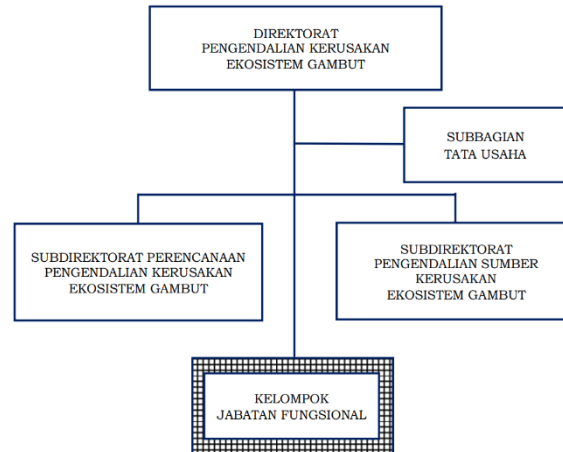 DIREKTORAT
PENGENDALIAN KERUSAKAN
EKOSISTEM GAMBUT
SUBBAGIAN
TATA USAHA
SUBDIREKTORAT PERENCANAAN
PENGENDALIAN KERUSAKAN
EKOSISTEM GAMBUT
SUBDIREKTORAT
PENGENDALIAN SUMBER
KERUSAKAN
EKOSISTEM GAMBUT
KELOMPOK
JABATAN FUNGSIONAL